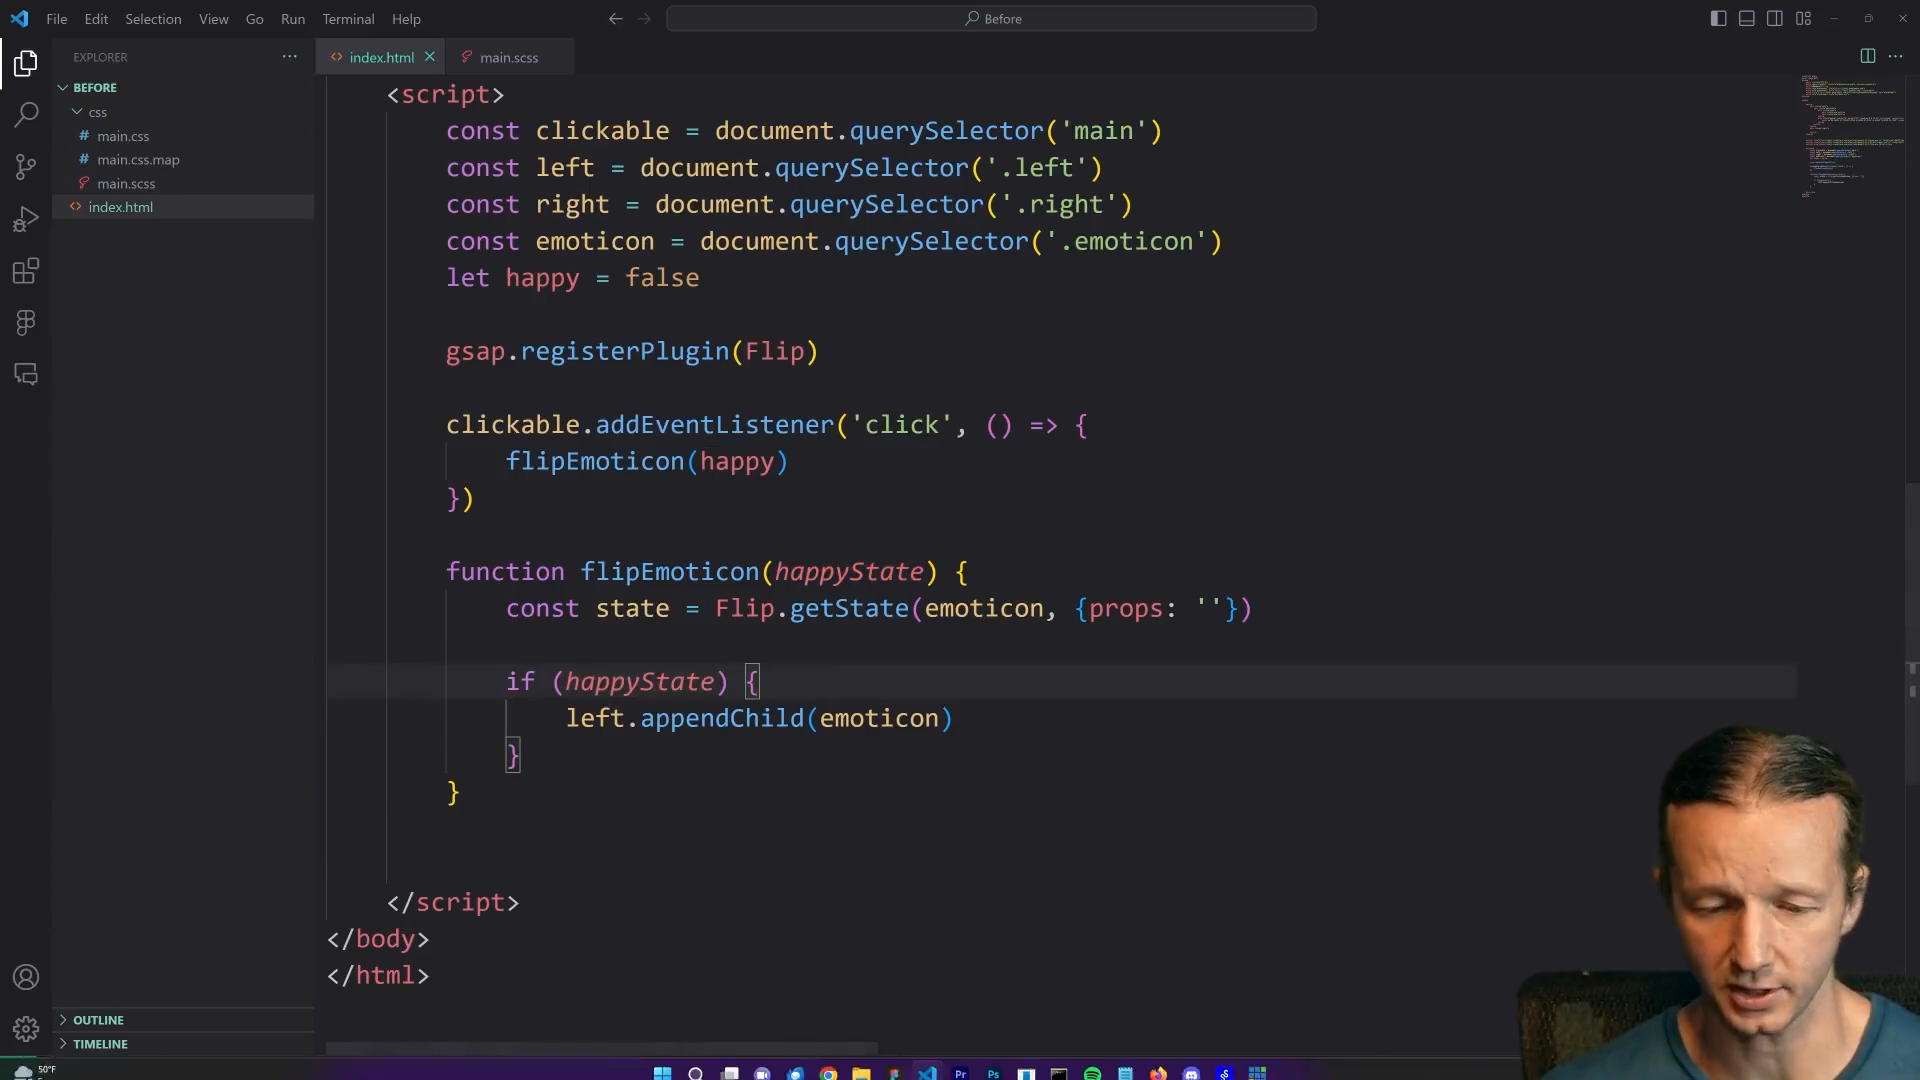 File Edit Selection View Go Run Terminal Help
Before
EXPLORER
index.html
main.scss
BEFORE
css
main.css
main.css.map
main.scss
index.html
<script>
const clickable = document.querySelector('main')
const left = document.querySelector('.left')
const right = document.querySelector('.right')
const emoticon = document.querySelector('.emoticon')
let happy = false
gsap.registerPlugin(Flip)
clickable.addEventListener('click', () => {
flipEmoticon(happy)
})
function flipEmoticon(happyState) {
const state = Flip.getState(emoticon, {props: ''})
if (happyState) {
left.appendChild(emoticon)
}
}
</script>
</body>
</html>
OUTLINE
TIMELINE
50°F
Pr
Ps